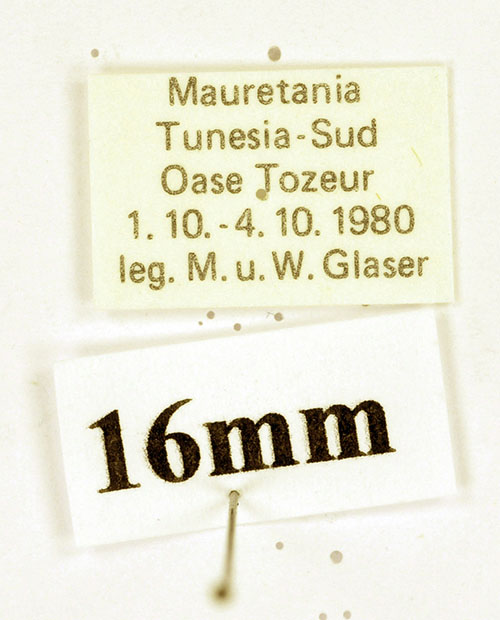 Mauretania
Tunesia-Sud
Oase Tozeur
1. 10.-4. 10. 1980
leg. M. u. W. Glaser
16mm